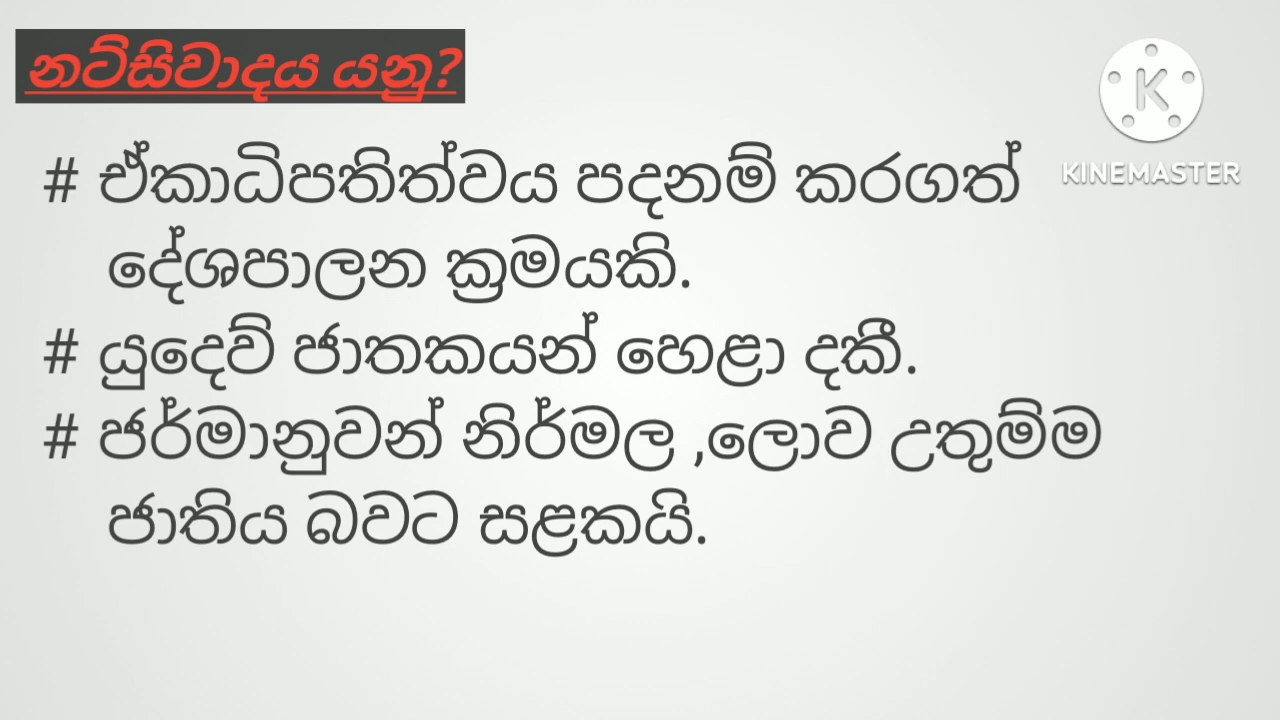 නට්සිවාදය යනු?
# ඒකාධිපතිත්වය පදනම් කරගත්
දේශපාලන ක්‍රමයකි.
# යුදෙව් ජාතකයන් හෙළා දකී.
# ජර්මානුවන් නිර්මල ,ලොව උතුම්ම
ජාතිය බවට සළකයි.
K
KINEMASTER